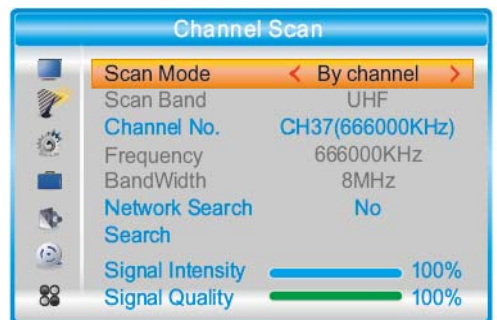 Channel Scan
Scan Mode < By channel >
Scan Band UHF
Channel No. CH37(666000KHz)
Frequency 666000KHz
BandWidth 8MHz
Network Search No
Search
Signal Intensity 100%
Signal Quality 100%